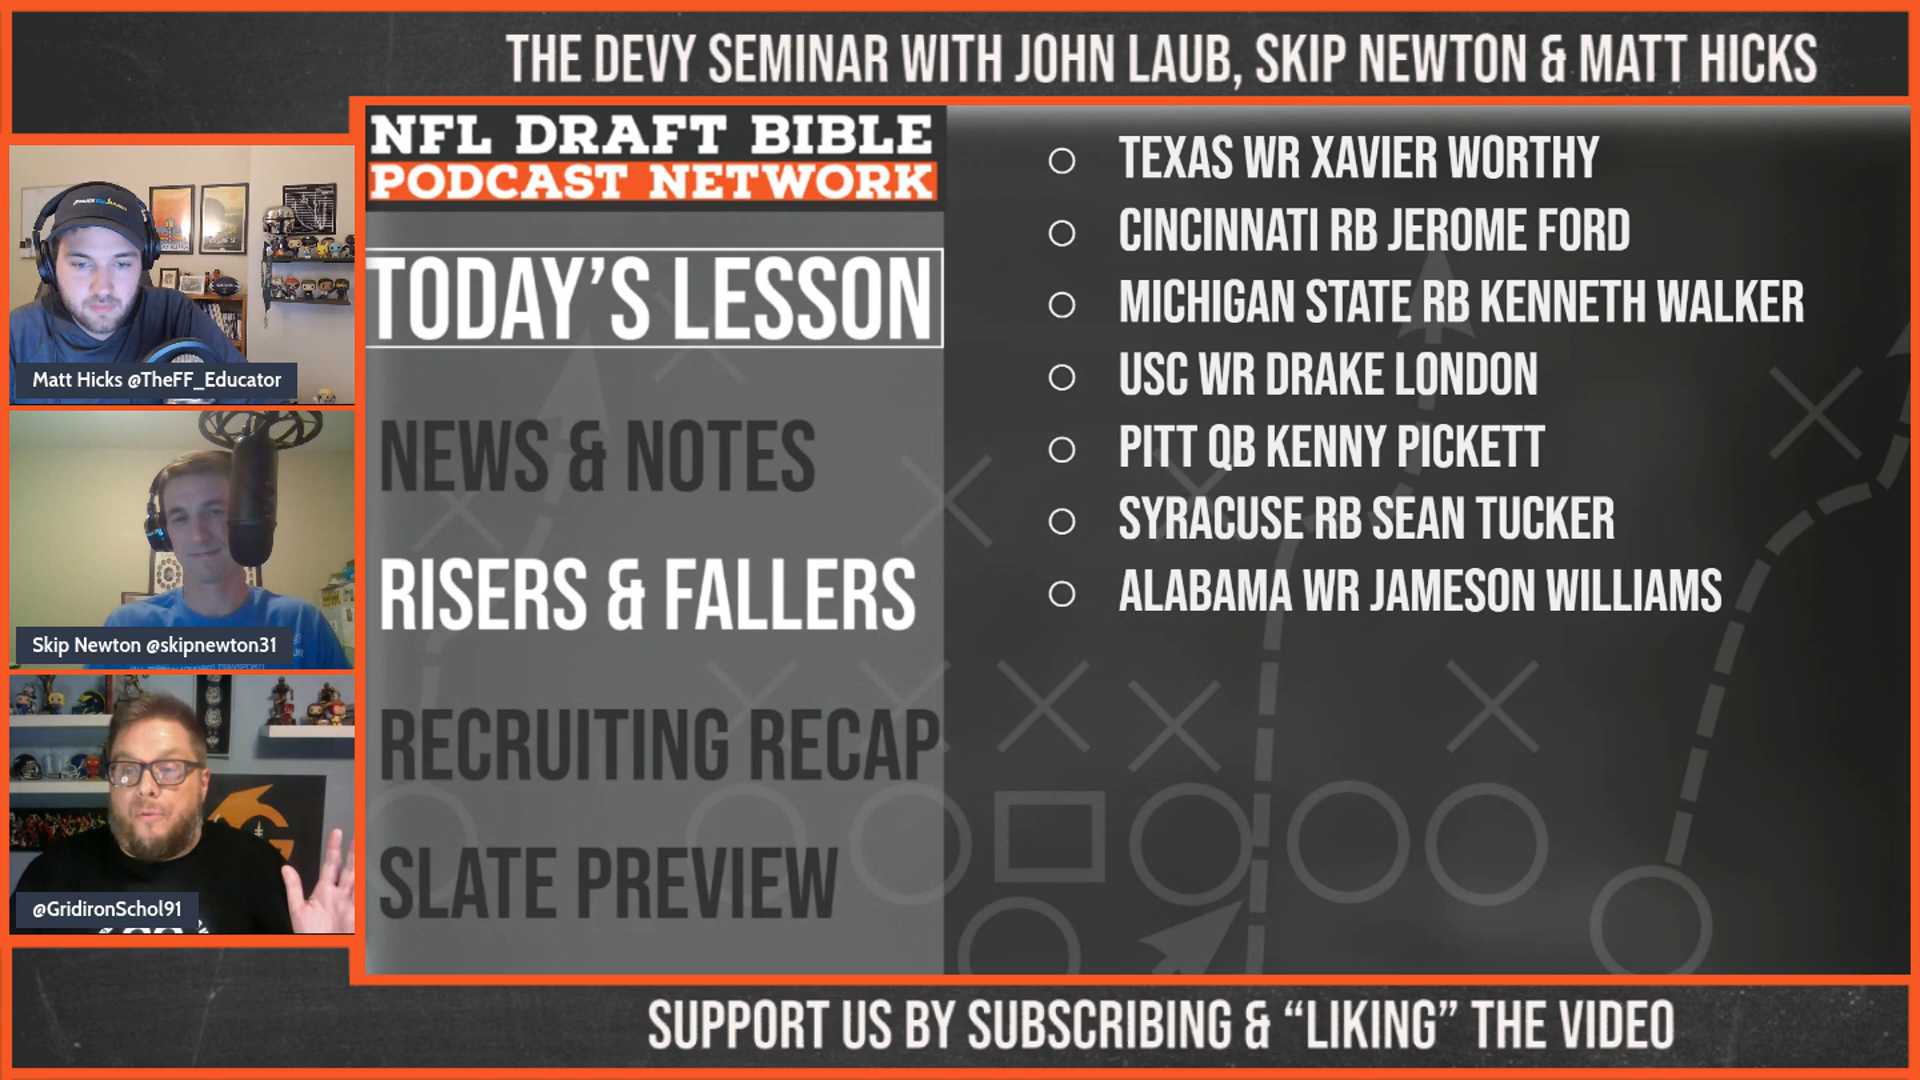 THE DEVY SEMINAR WITH JOHN LAUB, SKIP NEWTON & MATT HICKS
NFL DRAFT BIBLE
PODCAST NETWORK
TODAY'S LESSON
NEWS & NOTES
RISERS & FALLERS
RECRUITING RECAP
SLATE PREVIEW
TEXAS WR XAVIER WORTHY
CINCINNATI RB JEROME FORD
MICHIGAN STATE RB KENNETH WALKER
USC WR DRAKE LONDON
PITT QB KENNY PICKETT
SYRACUSE RB SEAN TUCKER
ALABAMA WR JAMESON WILLIAMS
Matt Hicks @TheFF_Educator
Skip Newton @skipnewton31
@GridironSchol91
SUPPORT US BY SUBSCRIBING & “LIKING” THE VIDEO